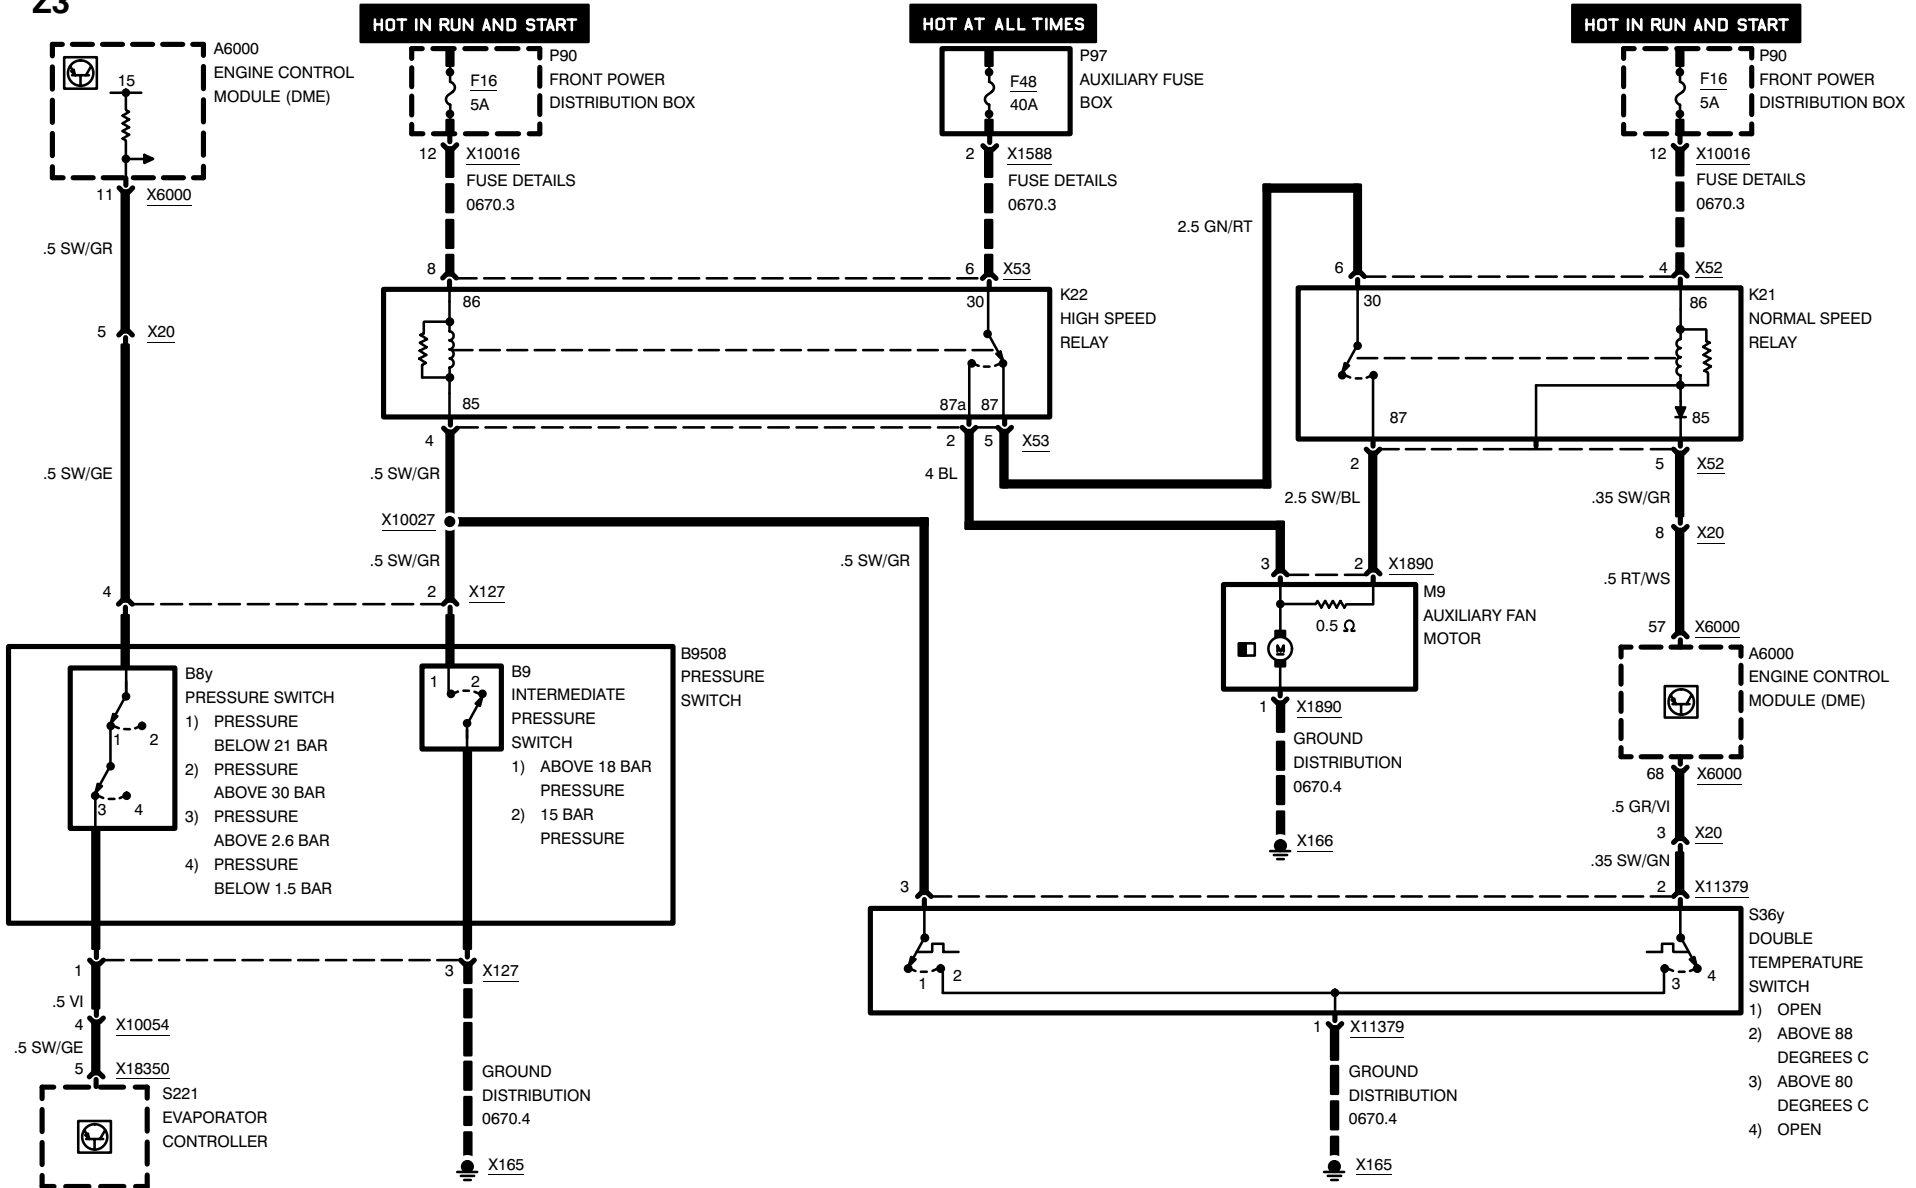 Z3
HOT IN RUN AND START
HOT AT ALL TIMES
HOT IN RUN AND START
A6000
ENGINE CONTROL
MODULE (DME)
15
11 X6000
.5 SW/GR
5 X20
.5 SW/GE
4
P90
FRONT POWER
DISTRIBUTION BOX
F16
5A
12 X10016
FUSE DETAILS
0670.3
8
P97
AUXILIARY FUSE
BOX
F48
40A
2 X1588
FUSE DETAILS
0670.3
6 X53
P90
FRONT POWER
DISTRIBUTION BOX
F16
5A
12 X10016
FUSE DETAILS
0670.3
2.5 GN/RT
6
4 X52
K22
HIGH SPEED
RELAY
86
30
85
87a 87
4
2 5 X53
K21
NORMAL SPEED
RELAY
30
86
87
85
2
5 X52
.5 SW/GR
X10027
.5 SW/GR
2 X127
4 BL
.5 SW/GR
2.5 SW/BL
3 2 X1890
M9
AUXILIARY FAN
MOTOR
0.5 Ω
M
1 X1890
GROUND
DISTRIBUTION
0670.4
X166
.35 SW/GR
8 X20
.5 RT/WS
57 X6000
A6000
ENGINE CONTROL
MODULE (DME)
68 X6000
.5 GR/VI
3 X20
.35 SW/GN
3
2 X11379
B9508
PRESSURE
SWITCH
B8y
PRESSURE SWITCH
1) PRESSURE
BELOW 21 BAR
2) PRESSURE
ABOVE 30 BAR
3) PRESSURE
ABOVE 2.6 BAR
4) PRESSURE
BELOW 1.5 BAR
1 2
3 4
B9
INTERMEDIATE
PRESSURE
SWITCH
1) ABOVE 18 BAR
PRESSURE
2) 15 BAR
PRESSURE
1 2
1
3 X127
.5 VI
4 X10054
.5 SW/GE
5 X18350
S221
EVAPORATOR
CONTROLLER
GROUND
DISTRIBUTION
0670.4
X165
S36y
DOUBLE
TEMPERATURE
SWITCH
1) OPEN
2) ABOVE 88
DEGREES C
3) ABOVE 80
DEGREES C
4) OPEN
1 2
3 4
1 X11379
GROUND
DISTRIBUTION
0670.4
X165